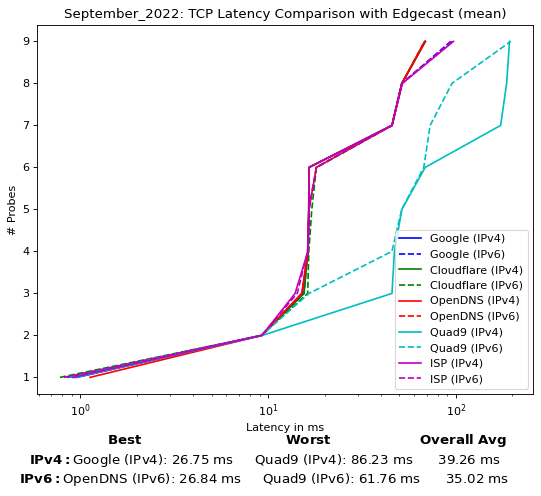 September_2022: TCP Latency Comparison with Edgecast (mean)
9
8
7
6
5
4
3
2
1
# Probes
10⁰
10¹
10²
Latency in ms
Google (IPv4)
Google (IPv6)
Cloudflare (IPv4)
Cloudflare (IPv6)
OpenDNS (IPv4)
OpenDNS (IPv6)
Quad9 (IPv4)
Quad9 (IPv6)
ISP (IPv4)
ISP (IPv6)
Best Worst Overall Avg
IPv4: Google (IPv4): 26.75 ms Quad9 (IPv4): 86.23 ms 39.26 ms
IPv6: OpenDNS (IPv6): 26.84 ms Quad9 (IPv6): 61.76 ms 35.02 ms